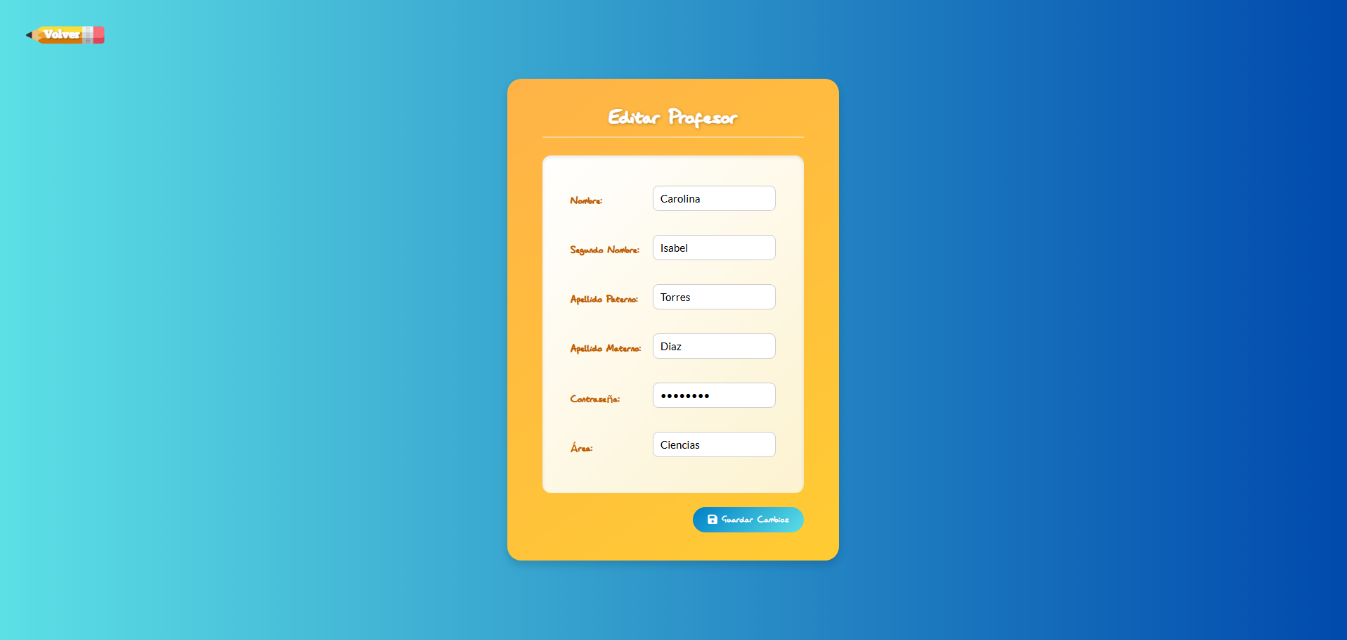 Volver
Editar Profesor
Nombre: Carolina
Segundo Nombre: Isabel
Apellido Paterno: Torres
Apellido Materno: Diaz
Contraseña: ••••••••
Área: Ciencias
Guardar Cambios